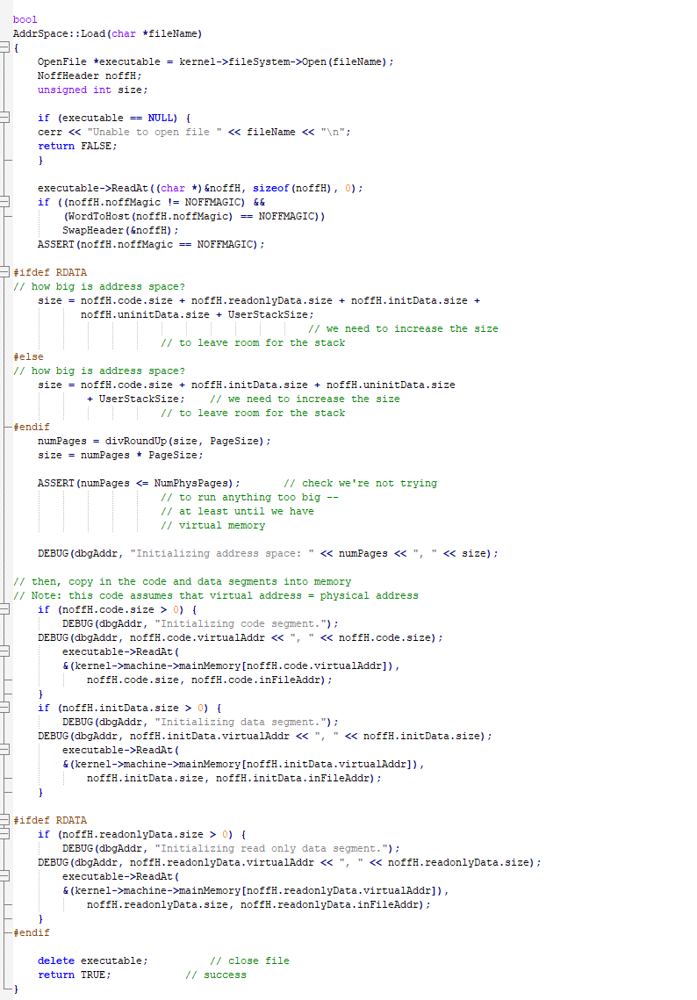 bool
AddrSpace::Load(char *fileName)
{
    OpenFile *executable = kernel->fileSystem->Open(fileName);
    NoffHeader noffH;
    unsigned int size;

    if (executable == NULL) {
    cerr << "Unable to open file " << fileName << "\n";
    return FALSE;
    }

    executable->ReadAt((char *)&noffH, sizeof(noffH), 0);
    if ((noffH.noffMagic != NOFFMAGIC) &&
        (WordToHost(noffH.noffMagic) == NOFFMAGIC))
        SwapHeader(&noffH);
    ASSERT(noffH.noffMagic == NOFFMAGIC);

#ifdef RDATA
// how big is address space?
    size = noffH.code.size + noffH.readonlyData.size + noffH.initData.size +
           noffH.uninitData.size + UserStackSize;
                                                // we need to increase the size
                        // to leave room for the stack
#else
// how big is address space?
    size = noffH.code.size + noffH.initData.size + noffH.uninitData.size
            + UserStackSize;    // we need to increase the size
                        // to leave room for the stack
#endif
    numPages = divRoundUp(size, PageSize);
    size = numPages * PageSize;

    ASSERT(numPages <= NumPhysPages);       // check we're not trying
                        // to run anything too big --
                        // at least until we have
                        // virtual memory

    DEBUG(dbgAddr, "Initializing address space: " << numPages << ", " << size);

// then, copy in the code and data segments into memory
// Note: this code assumes that virtual address = physical address
    if (noffH.code.size > 0) {
        DEBUG(dbgAddr, "Initializing code segment.");
    DEBUG(dbgAddr, noffH.code.virtualAddr << ", " << noffH.code.size);
        executable->ReadAt(
        &(kernel->machine->mainMemory[noffH.code.virtualAddr]),
            noffH.code.size, noffH.code.inFileAddr);
    }
    if (noffH.initData.size > 0) {
        DEBUG(dbgAddr, "Initializing data segment.");
    DEBUG(dbgAddr, noffH.initData.virtualAddr << ", " << noffH.initData.size);
        executable->ReadAt(
        &(kernel->machine->mainMemory[noffH.initData.virtualAddr]),
            noffH.initData.size, noffH.initData.inFileAddr);
    }

#ifdef RDATA
    if (noffH.readonlyData.size > 0) {
        DEBUG(dbgAddr, "Initializing read only data segment.");
    DEBUG(dbgAddr, noffH.readonlyData.virtualAddr << ", " << noffH.readonlyData.size);
        executable->ReadAt(
        &(kernel->machine->mainMemory[noffH.readonlyData.virtualAddr]),
            noffH.readonlyData.size, noffH.readonlyData.inFileAddr);
    }
#endif

    delete executable;          // close file
    return TRUE;            // success
}